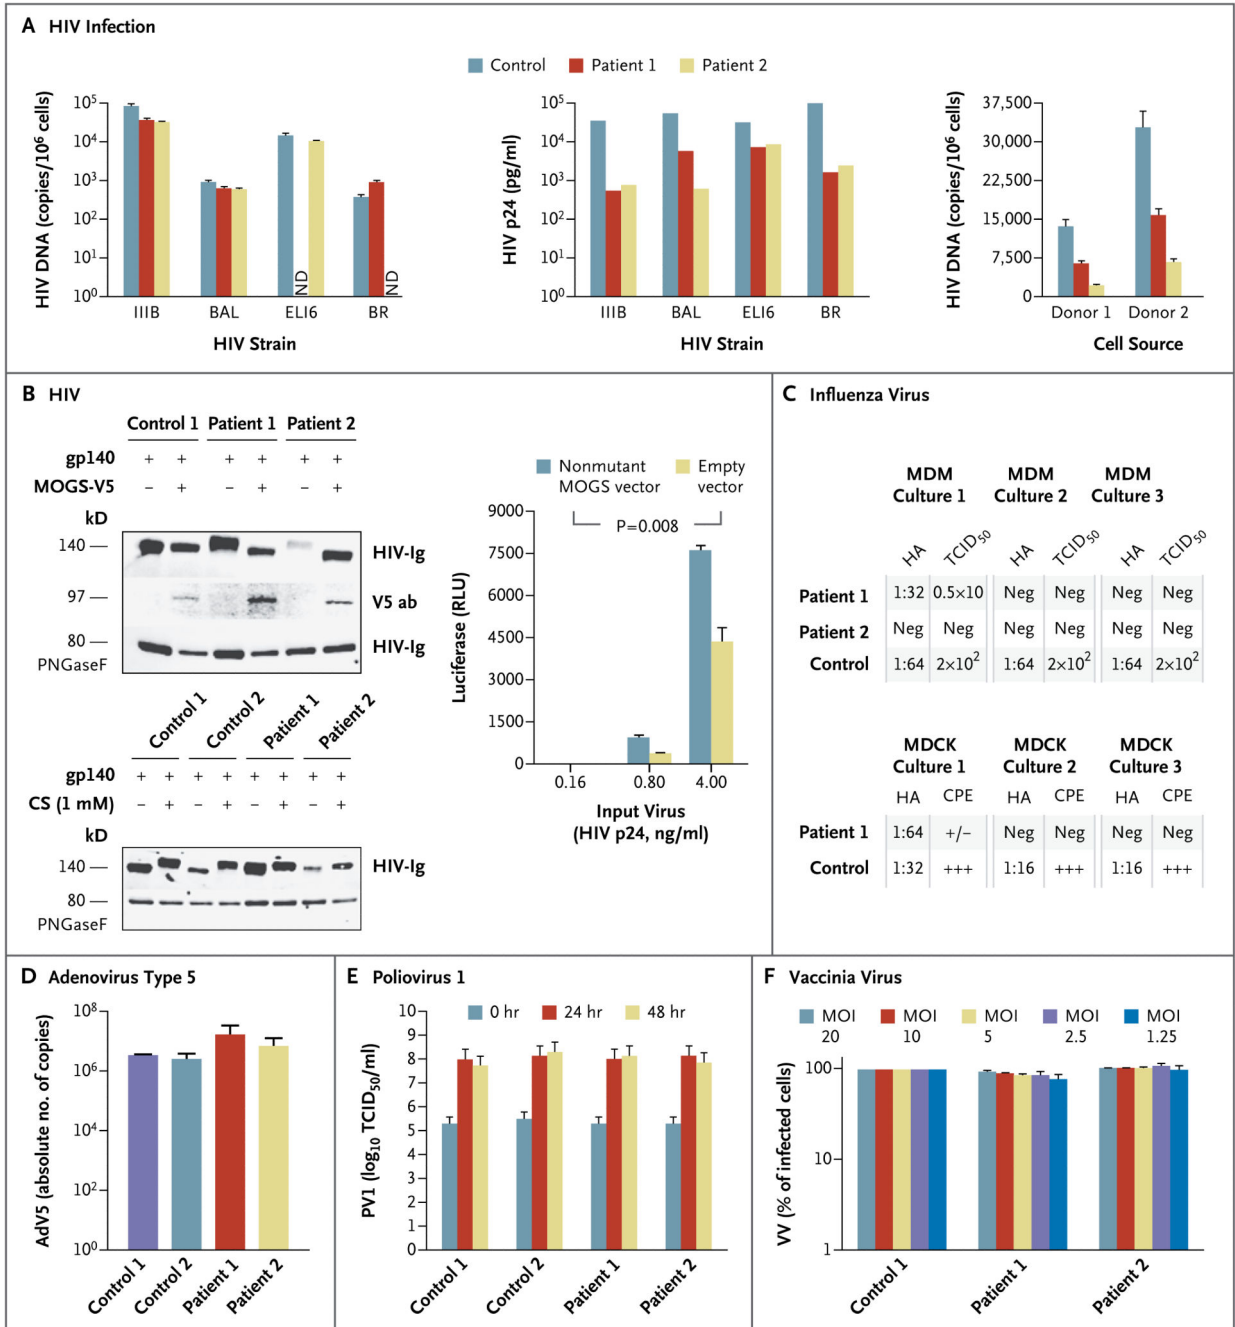 A HIV Infection
Control Patient 1 Patient 2
HIV DNA (copies/10⁶ cells)
10⁵
10⁴
10³
10²
10¹
10⁰
ND
ND
IIIB BAL ELI6 BR
HIV Strain
HIV p24 (pg/ml)
10⁵
10⁴
10³
10²
10¹
10⁰
IIIB BAL ELI6 BR
HIV Strain
HIV DNA (copies/10⁶ cells)
37,500
30,000
22,500
15,000
7,500
0
Donor 1 Donor 2
Cell Source
B HIV
Control 1 Patient 1 Patient 2
gp140 + + + + + +
MOGS-V5 – + – + – +
kD
140 HIV-Ig
97 V5 ab
80 HIV-Ig
PNGaseF
Control 1 Control 2 Patient 1 Patient 2
gp140 + + + + + + + +
CS (1 mM) – + – + – + – +
kD
140 HIV-Ig
80
PNGaseF
Nonmutant MOGS vector
Empty vector
P=0.008
Luciferase (RLU)
9000
7500
6000
4500
3000
1500
0
0.16 0.80 4.00
Input Virus
(HIV p24, ng/ml)
C Influenza Virus
MDM Culture 1 MDM Culture 2 MDM Culture 3
HA TCID₅₀ HA TCID₅₀ HA TCID₅₀
Patient 1 1:32 0.5×10 Neg Neg Neg Neg
Patient 2 Neg Neg Neg Neg Neg Neg
Control 1:64 2×10² 1:64 2×10² 1:64 2×10²
MDCK Culture 1 MDCK Culture 2 MDCK Culture 3
HA CPE HA CPE HA CPE
Patient 1 1:64 +/– Neg Neg Neg Neg
Control 1:32 +++ 1:16 +++ 1:16 +++
D Adenovirus Type 5
AdV5 (absolute no. of copies)
10⁸
10⁶
10⁴
10²
10⁰
Control 1 Control 2 Patient 1 Patient 2
E Poliovirus 1
0 hr 24 hr 48 hr
PV1 (log₁₀ TCID₅₀/ml)
10
9
8
7
6
5
4
3
2
1
0
Control 1 Control 2 Patient 1 Patient 2
F Vaccinia Virus
MOI 20 MOI 10 MOI 5 MOI 2.5 MOI 1.25
VV (% of infected cells)
100
10
1
Control 1 Patient 1 Patient 2